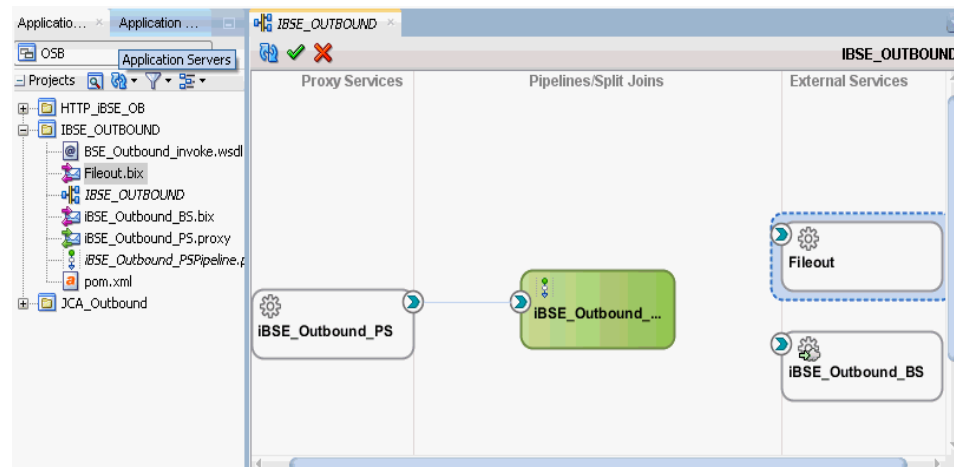 Applicatio... Application ... IBSE_OUTBOUND
OSB
Application Servers
IBSE_OUTBOUND
Projects
Proxy Services Pipelines/Split Joins External Services
HTTP_iBSE_OB
IBSE_OUTBOUND
BSE_Outbound_invoke.wsdl
Fileout.bix
IBSE_OUTBOUND
iBSE_Outbound_BS.bix
iBSE_Outbound_PS.proxy
iBSE_Outbound_PSPipeline.p
pom.xml
JCA_Outbound
Fileout
iBSE_Outbound_...
iBSE_Outbound_PS
iBSE_Outbound_BS